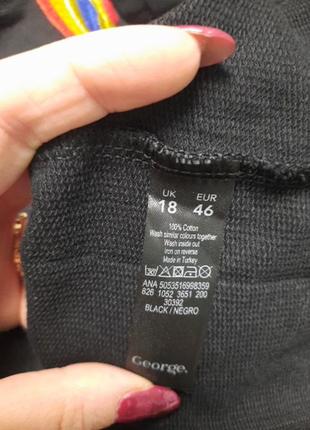 UK EUR
18 46
100% Cotton
Wash similar colours together
Wash inside out
Iron on reverse
Made in Turkey
ANA 5053516998359
826 1052 3651 200
30392
BLACK/NEGRO
George.